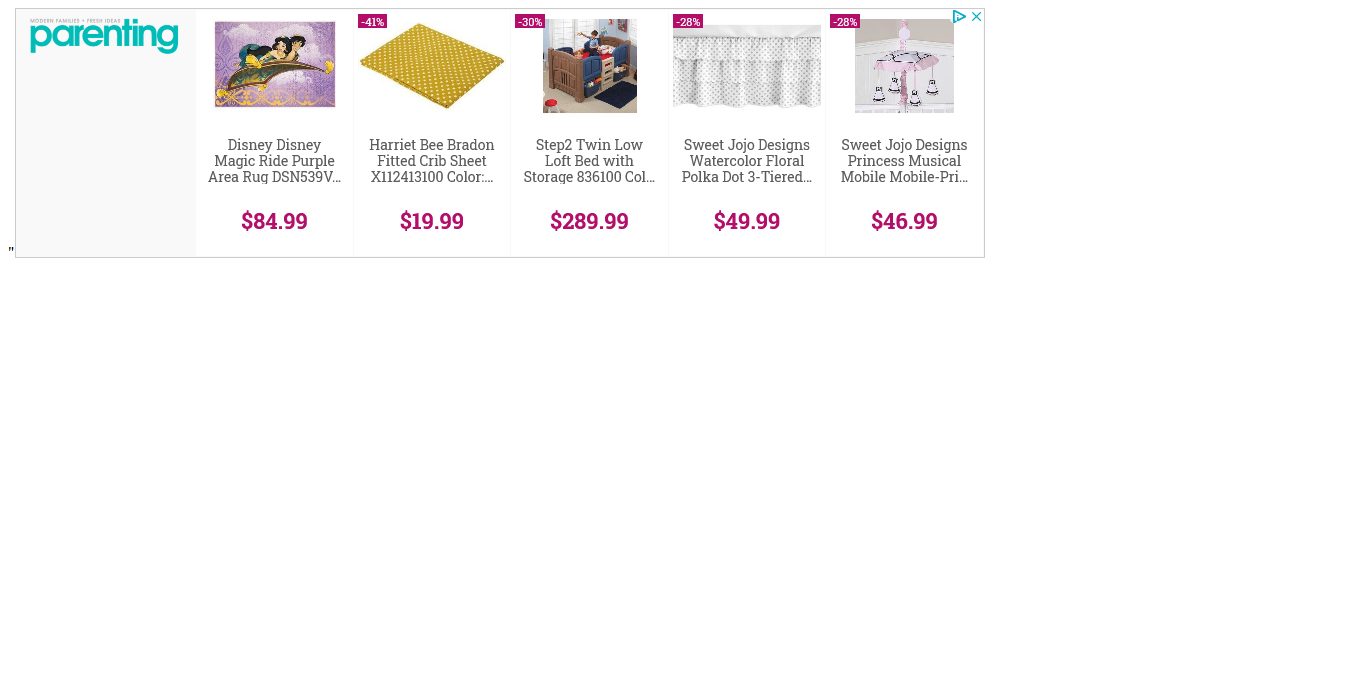 MODERN FAMILIES + FRESH IDEAS
parenting
Disney Disney
Magic Ride Purple
Area Rug DSN539V...
$84.99
-41%
Harriet Bee Bradon
Fitted Crib Sheet
X112413100 Color:...
$19.99
-30%
Step2 Twin Low
Loft Bed with
Storage 836100 Col...
$289.99
-28%
Sweet Jojo Designs
Watercolor Floral
Polka Dot 3-Tiered...
$49.99
-28%
Sweet Jojo Designs
Princess Musical
Mobile Mobile-Pri...
$46.99
"